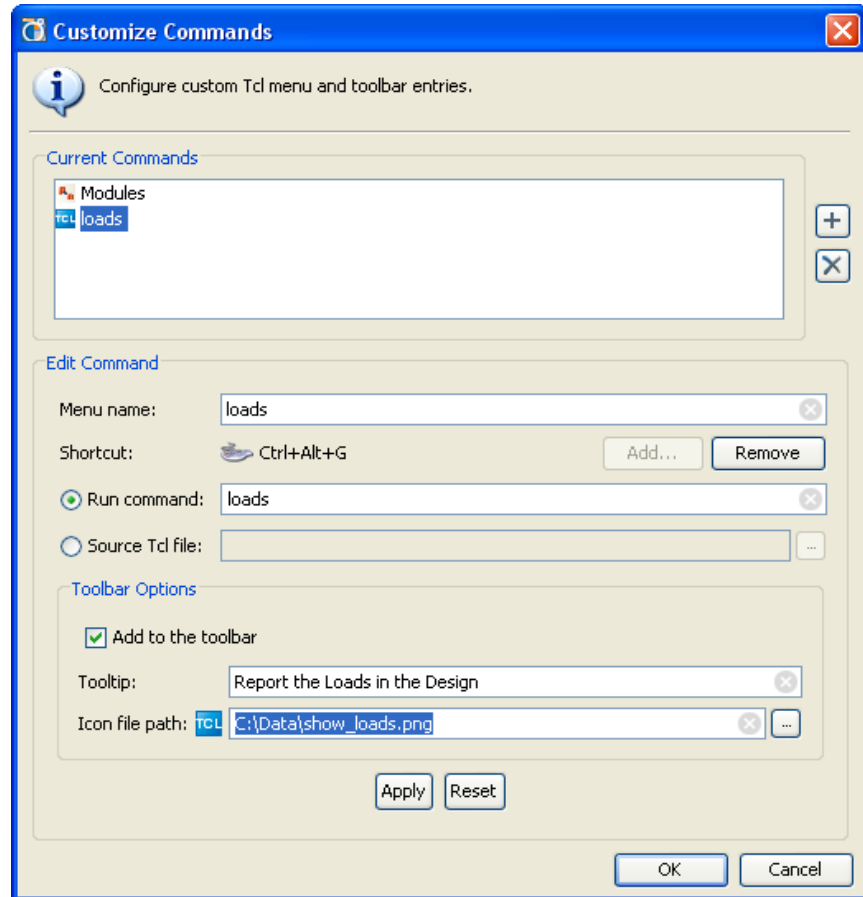 Customize Commands
Configure custom Tcl menu and toolbar entries.
Current Commands
Modules
TCL loads
Edit Command
Menu name: loads
Shortcut: Ctrl+Alt+G Add... Remove
Run command: loads
Source Tcl file: ...
Toolbar Options
Add to the toolbar
Tooltip: Report the Loads in the Design
Icon file path: TCL C:\Data\show_loads.png ...
Apply Reset
OK Cancel